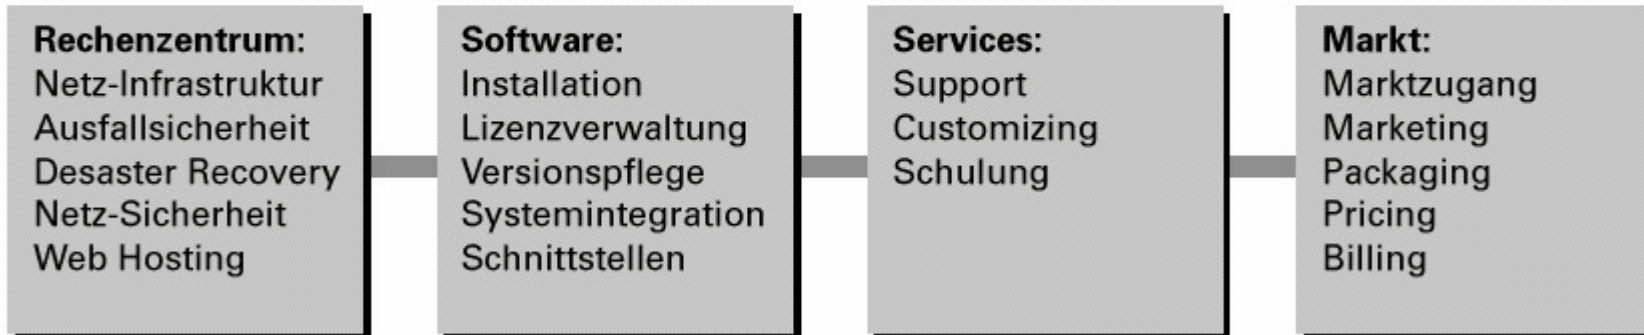 Rechenzentrum:
Netz-Infrastruktur
Ausfallsicherheit
Desaster Recovery
Netz-Sicherheit
Web Hosting
Software:
Installation
Lizenzverwaltung
Versionspflege
Systemintegration
Schnittstellen
Services:
Support
Customizing
Schulung
Markt:
Marktzugang
Marketing
Packaging
Pricing
Billing